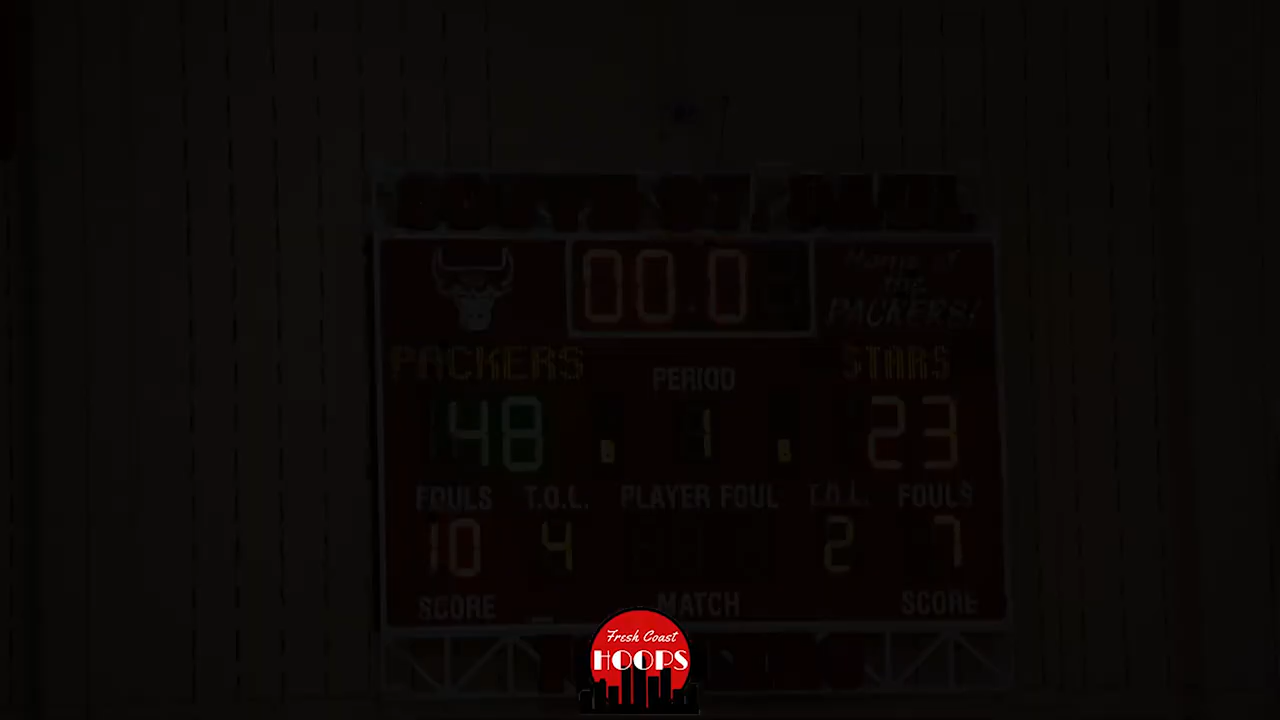 00.0
Home of
the
PACKERS!
PACKERS
STARS
PERIOD
48
1
23
FOULS T.O.L. PLAYER FOUL T.O.L. FOULS
10 4 2 7
SCORE MATCH SCORE
Fresh Coast
HOOPS